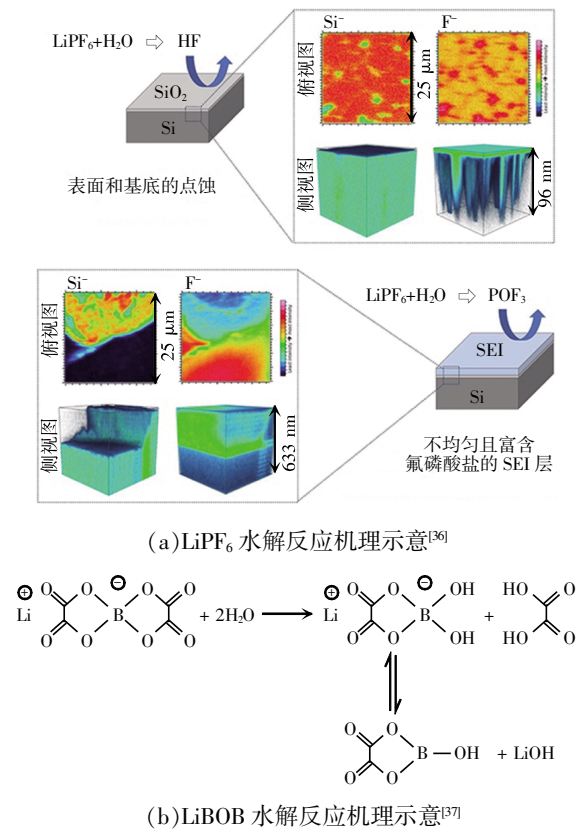 LiPF₆+H₂O ⇨ HF
SiO₂
Si
表面和基底的点蚀
Si⁻ F⁻
俯视图
25 μm
侧视图
96 nm
Si⁻ F⁻
俯视图
25 μm
侧视图
633 nm
LiPF₆+H₂O ⇨ POF₃
SEI
Si
不均匀且富含
氟磷酸盐的 SEI 层
(a)LiPF₆ 水解反应机理示意[36]
⊕ ⊖ ⊕ ⊖
O O O O O O OH HO O
Li B + 2H₂O Li B +
O O O O O O OH HO O
O O
B OH + LiOH
O O
(b)LiBOB 水解反应机理示意[37]